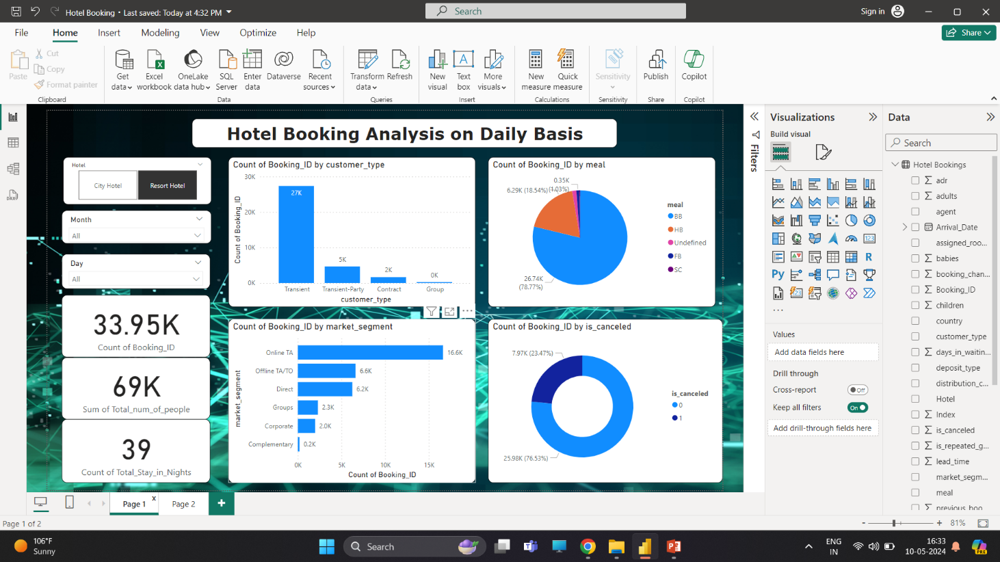 Hotel Booking • Last saved: Today at 4:32 PM
Search
Sign in
File
Home
Insert
Modeling
View
Optimize
Help
Share
Paste
Cut
Copy
Format painter
Clipboard
Get data
Excel workbook
OneLake data hub
SQL Server
Enter data
Dataverse
Recent sources
Data
Transform data
Refresh
Queries
New visual
Text box
More visuals
Insert
New measure
Quick measure
Calculations
Sensitivity
Sensitivity
Publish
Share
Copilot
Copilot
Hotel Booking Analysis on Daily Basis
Hotel
City Hotel
Resort Hotel
Month
All
Day
All
33.95K
Count of Booking_ID
69K
Sum of Total_num_of_people
39
Count of Total_Stay_in_Nights
Count of Booking_ID by customer_type
Count of Booking_ID
30K
20K
10K
0K
27K
5K
2K
0K
Transient
Transient-Party
Contract
Group
customer_type
Count of Booking_ID by meal
0.35K
(1.03%)
6.29K (18.54%)
26.74K
(78.77%)
meal
BB
HB
Undefined
FB
SC
Count of Booking_ID by market_segment
market_segment
Online TA 16.6K
Offline TA/TO 6.6K
Direct 6.2K
Groups 2.3K
Corporate 2.0K
Complementary 0.2K
0K 5K 10K 15K
Count of Booking_ID
Count of Booking_ID by is_canceled
7.97K (23.47%)
25.98K (76.53%)
is_canceled
0
1
Filters
Visualizations
Build visual
123
R
Py
123
...
Values
Add data fields here
Drill through
Cross-report
Off
Keep all filters
On
Add drill-through fields here
Data
Search
Hotel Bookings
adr
adults
agent
Arrival_Date
assigned_roo...
babies
booking_chan...
Booking_ID
children
country
customer_type
days_in_waitin...
deposit_type
distribution_c...
Hotel
Index
is_canceled
is_repeated_g...
lead_time
market_segm...
meal
previous_boo
Page 1
x
Page 2
+
Page 1 of 2
- + 81%
106°F
Sunny
Search
ENG
IN
16:33
10-05-2024
PRE